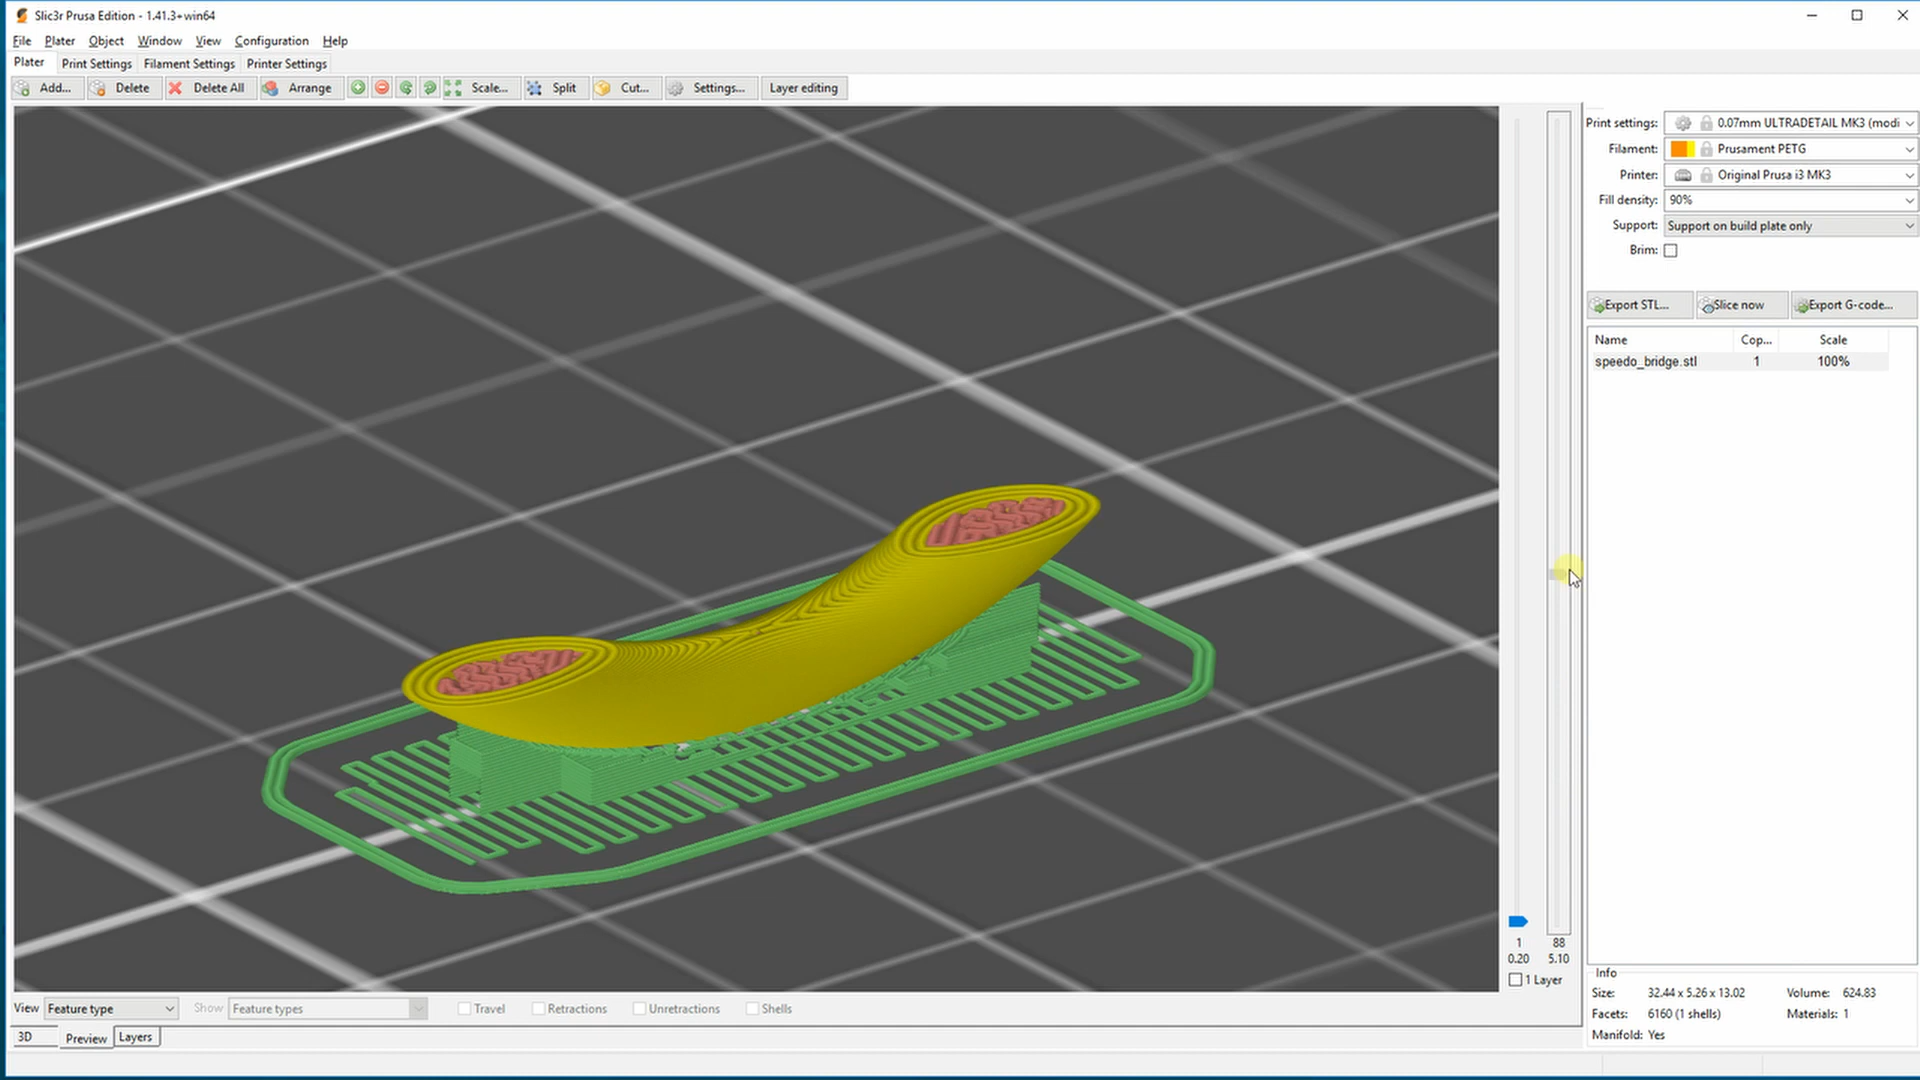 Slic3r Prusa Edition - 1.41.3+win64
File Plater Object Window View Configuration Help
Plater Print Settings Filament Settings Printer Settings
Add... Delete Delete All Arrange Scale... Split Cut... Settings... Layer editing
Print settings: 0.07mm ULTRADETAIL MK3 (modi
Filament: Prusament PETG
Printer: Original Prusa i3 MK3
Fill density: 90%
Support: Support on build plate only
Brim:
Export STL... Slice now Export G-code...
Name Cop... Scale
speedo_bridge.stl 1 100%
1 88
0.20 5.10
1 Layer
Info
Size: 32.44 x 5.26 x 13.02 Volume: 624.83
Facets: 6160 (1 shells) Materials: 1
Manifold: Yes
View Feature type Show Feature types Travel Retractions Unretractions Shells
3D Preview Layers